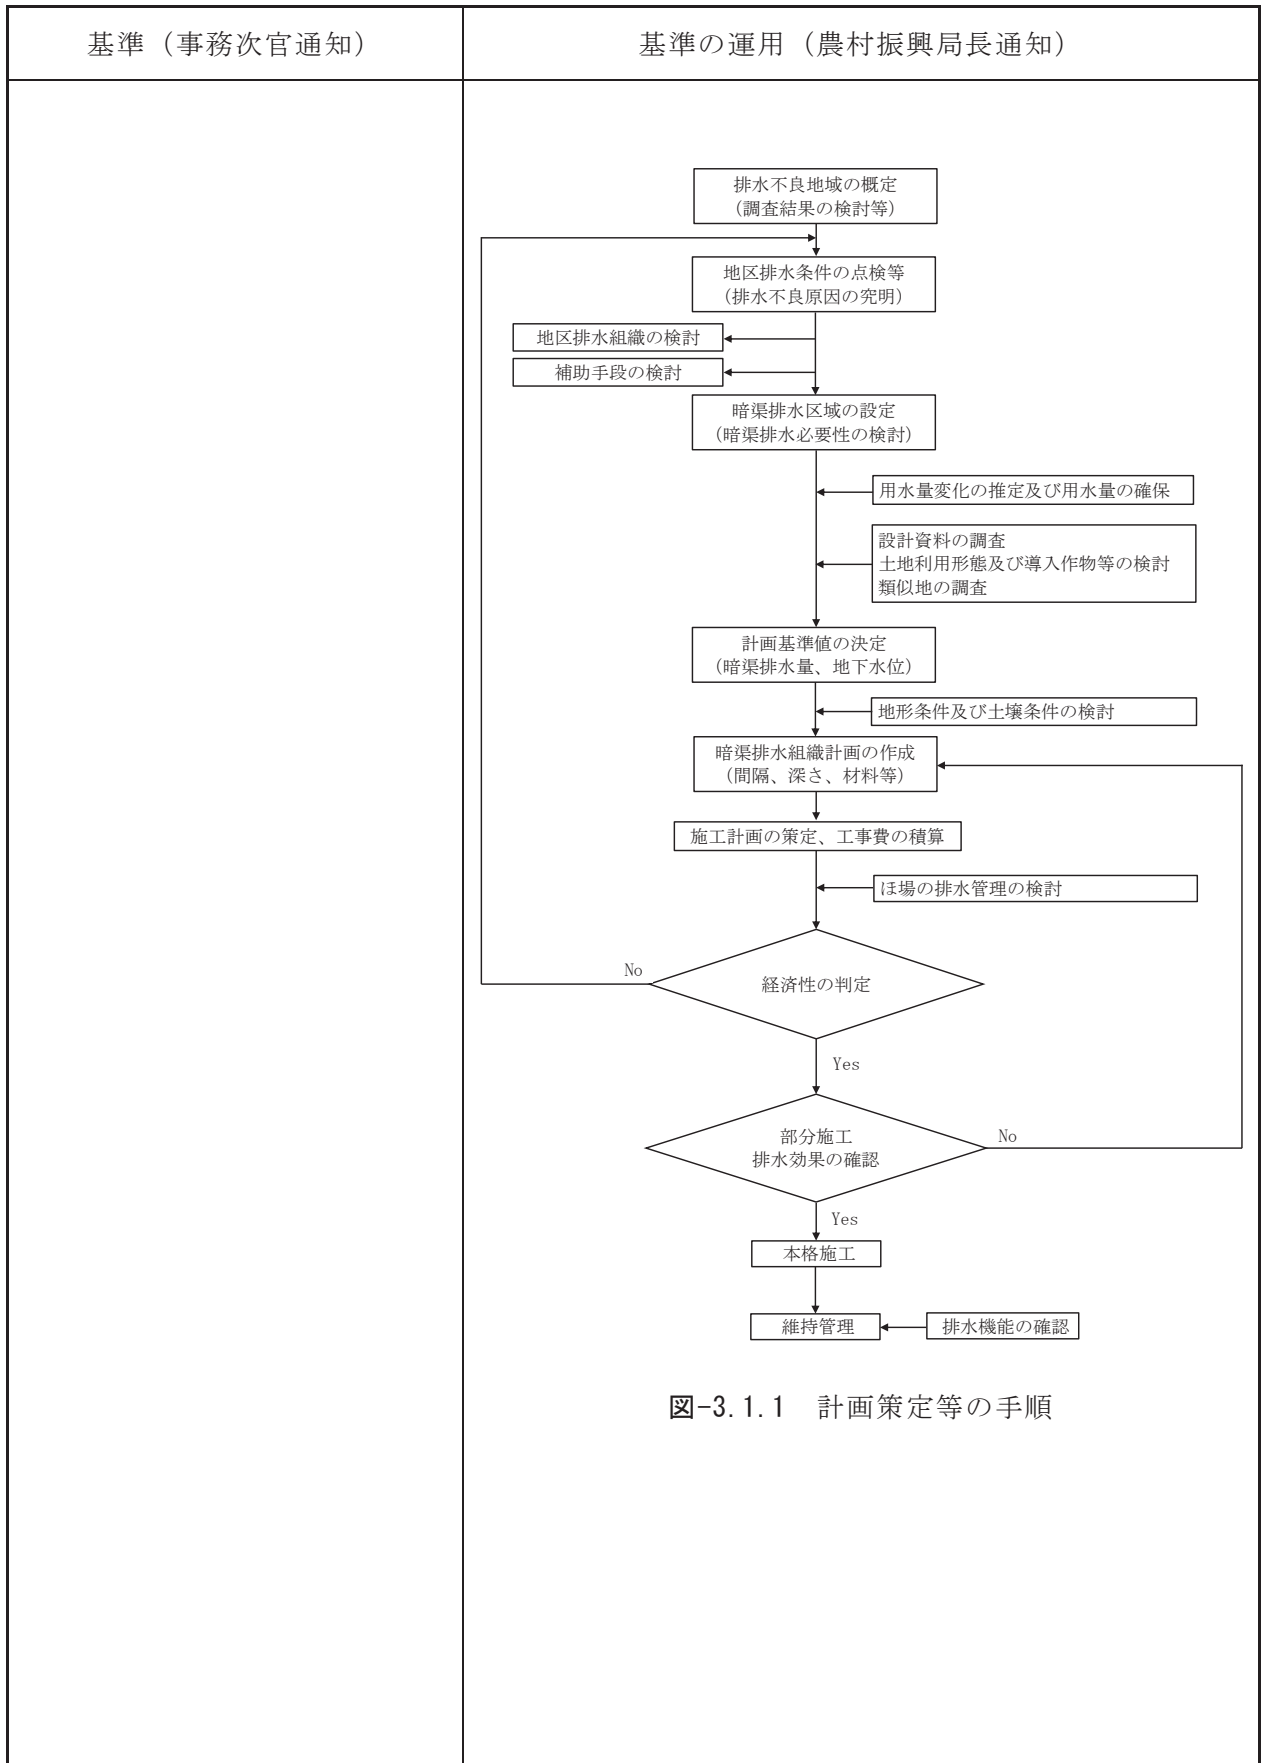 基準（事務次官通知）
基準の運用（農村振興局長通知）
排水不良地域の概定
（調査結果の検討等）
地区排水条件の点検等
（排水不良原因の究明）
地区排水組織の検討
補助手段の検討
暗渠排水区域の設定
（暗渠排水必要性の検討）
用水量変化の推定及び用水量の確保
設計資料の調査
土地利用形態及び導入作物等の検討
類似地の調査
計画基準値の決定
（暗渠排水量、地下水位）
地形条件及び土壌条件の検討
暗渠排水組織計画の作成
（間隔、深さ、材料等）
施工計画の策定、工事費の積算
ほ場の排水管理の検討
No
経済性の判定
Yes
部分施工
排水効果の確認
No
Yes
本格施工
維持管理
排水機能の確認
図-3.1.1　計画策定等の手順